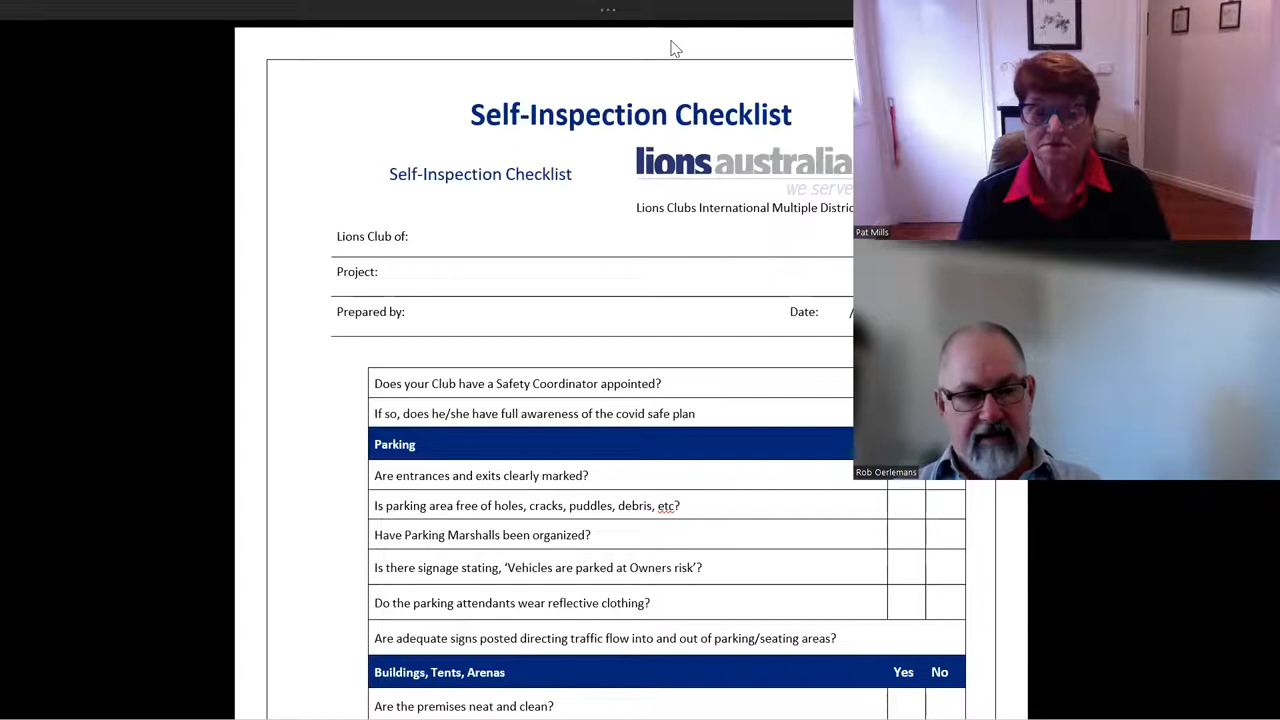 Self-Inspection Checklist
Self-Inspection Checklist
lions australia
we serve
Lions Clubs International Multiple
Lions Club of:
Project:
Prepared by:
Date: /
Does your Club have a Safety Coordinator appointed?
If so, does he/she have full awareness of the covid safe plan
Parking
Are entrances and exits clearly marked?
Is parking area free of holes, cracks, puddles, debris, etc?
Have Parking Marshalls been organized?
Is there signage stating, ‘Vehicles are parked at Owners risk’?
Do the parking attendants wear reflective clothing?
Are adequate signs posted directing traffic flow into and out of parking/seating areas?
Buildings, Tents, Arenas Yes No
Are the premises neat and clean?
Pat Mills
Rob Oerlemans